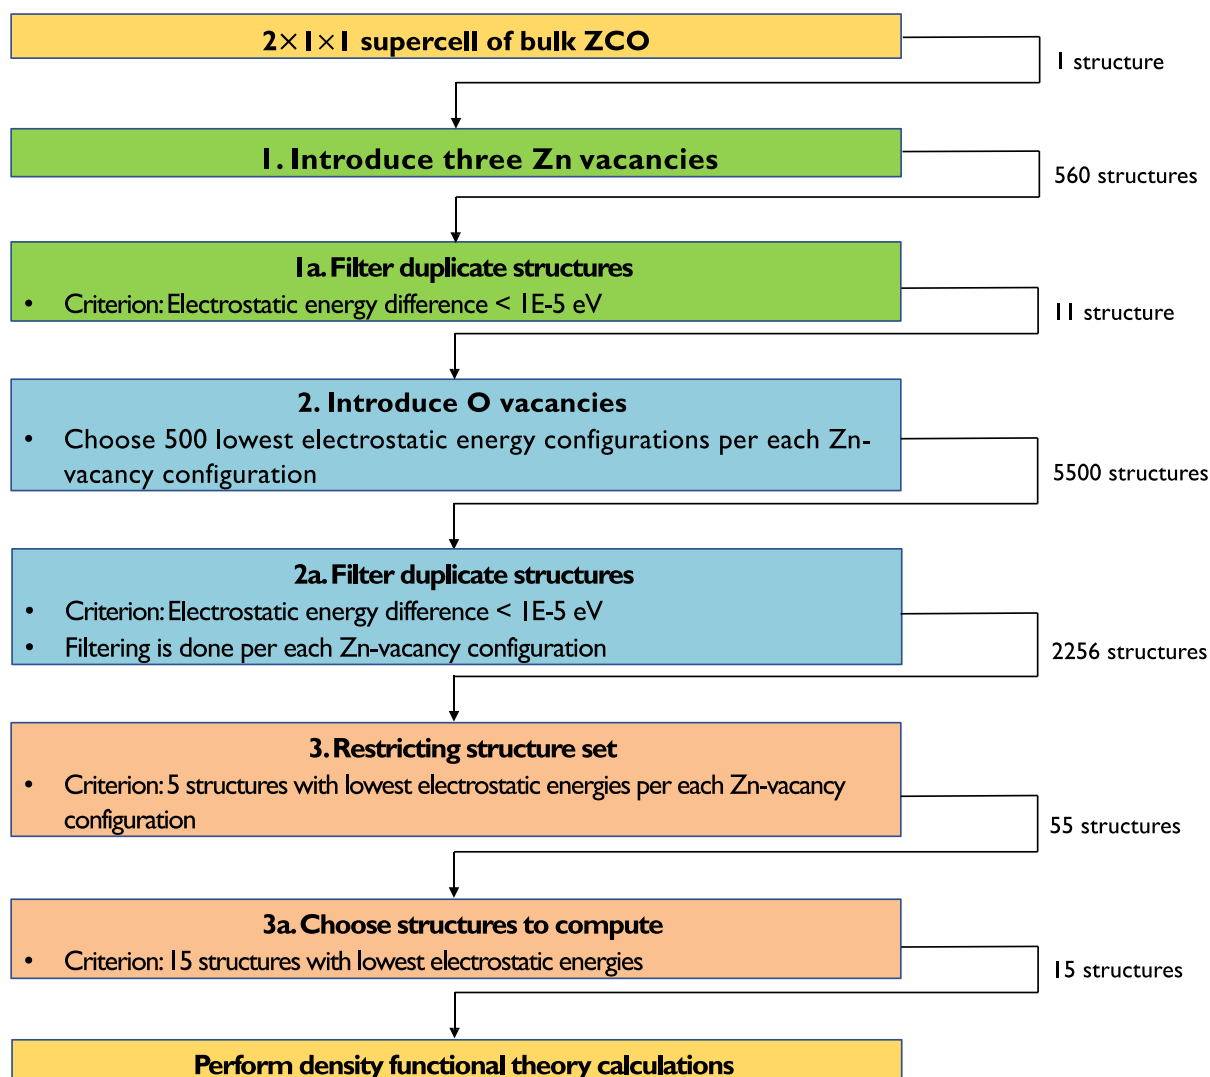 2×1×1 supercell of bulk ZCO
1 structure
1. Introduce three Zn vacancies
560 structures
1a. Filter duplicate structures
• Criterion: Electrostatic energy difference < 1E-5 eV
11 structure
2. Introduce O vacancies
• Choose 500 lowest electrostatic energy configurations per each Zn-
vacancy configuration
5500 structures
2a. Filter duplicate structures
• Criterion: Electrostatic energy difference < 1E-5 eV
• Filtering is done per each Zn-vacancy configuration
2256 structures
3. Restricting structure set
• Criterion: 5 structures with lowest electrostatic energies per each Zn-vacancy
configuration
55 structures
3a. Choose structures to compute
• Criterion: 15 structures with lowest electrostatic energies
15 structures
Perform density functional theory calculations